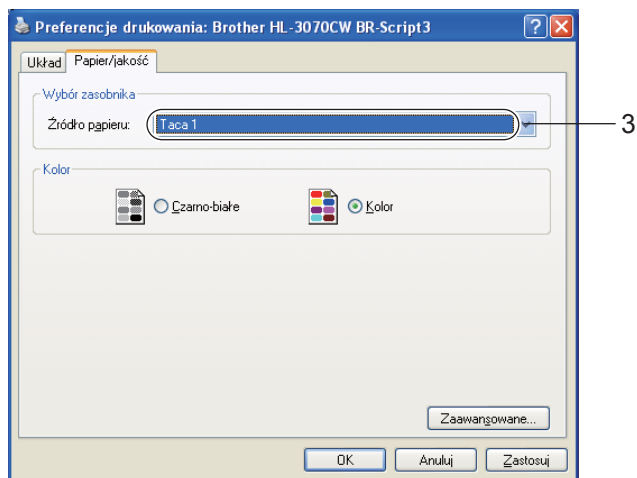 Preferencje drukowania: Brother HL-3070CW BR-Script3
Układ Papier/jakość
Wybór zasobnika
Źródło papieru: Taca 1 3
Kolor
Czarno-białe Kolor
Zaawansowane...
OK Anuluj Zastosuj